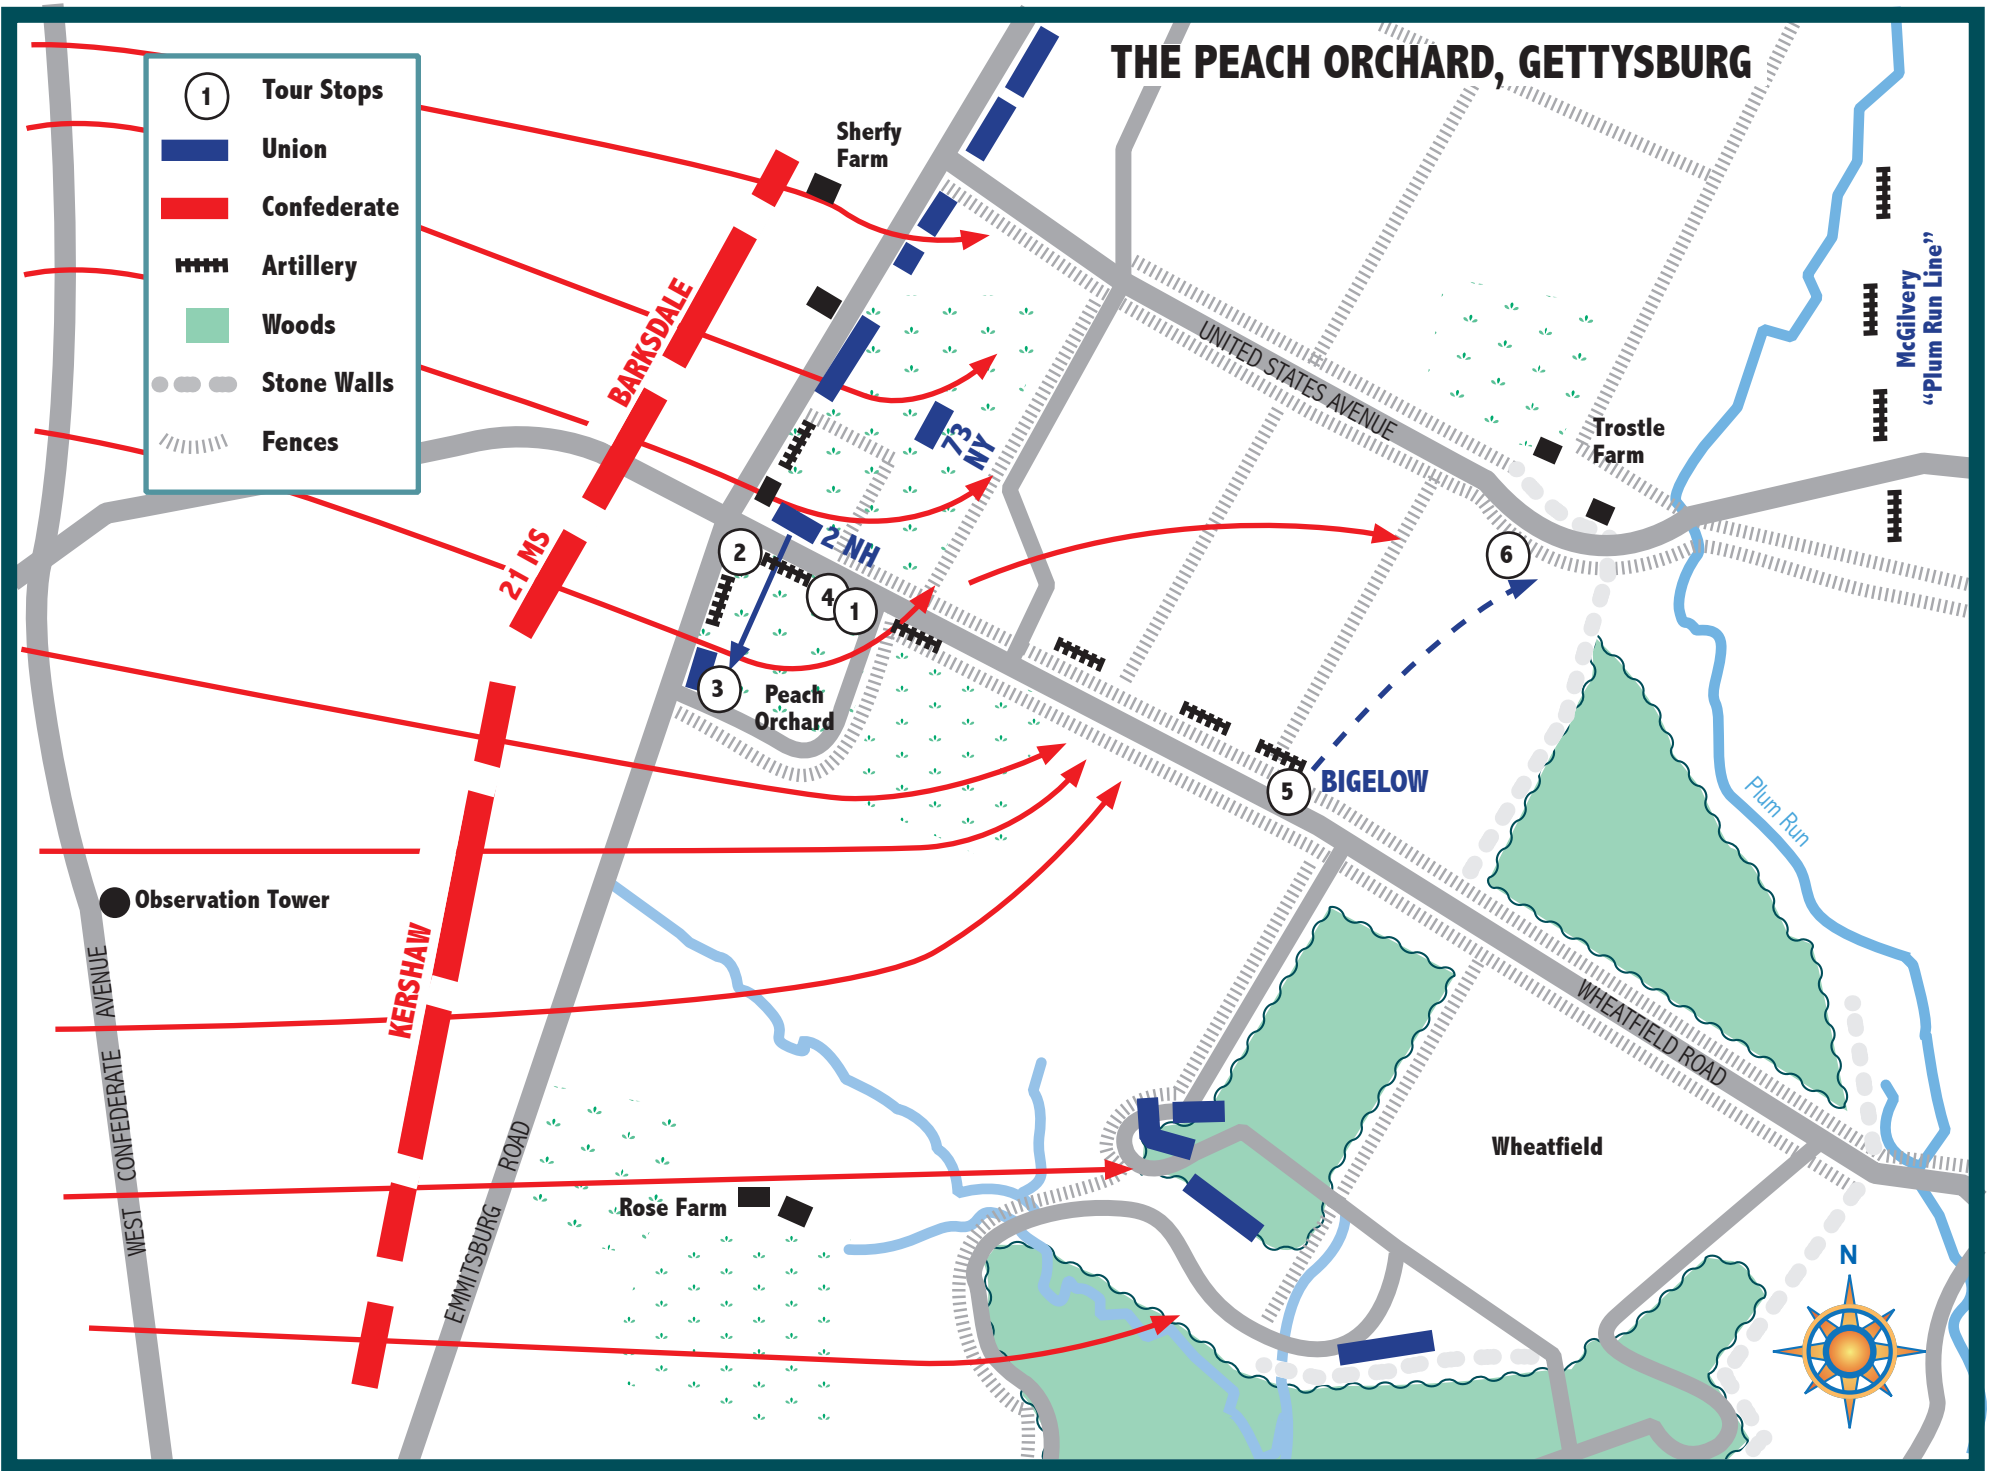 THE PEACH ORCHARD, GETTYSBURG
1
Tour Stops
Union
Confederate
Artillery
Woods
Stone Walls
Fences
Sherfy
Farm
BARKSDALE
21 MS
KERSHAW
73
NY
2 NH
2
4
1
3
Peach
Orchard
UNITED STATES AVENUE
Trostle
Farm
McGilvery
“Plum Run Line”
6
5
BIGELOW
Plum Run
Observation Tower
WEST CONFEDERATE AVENUE
EMMITSBURG ROAD
WHEATFIELD ROAD
Wheatfield
Rose Farm
N